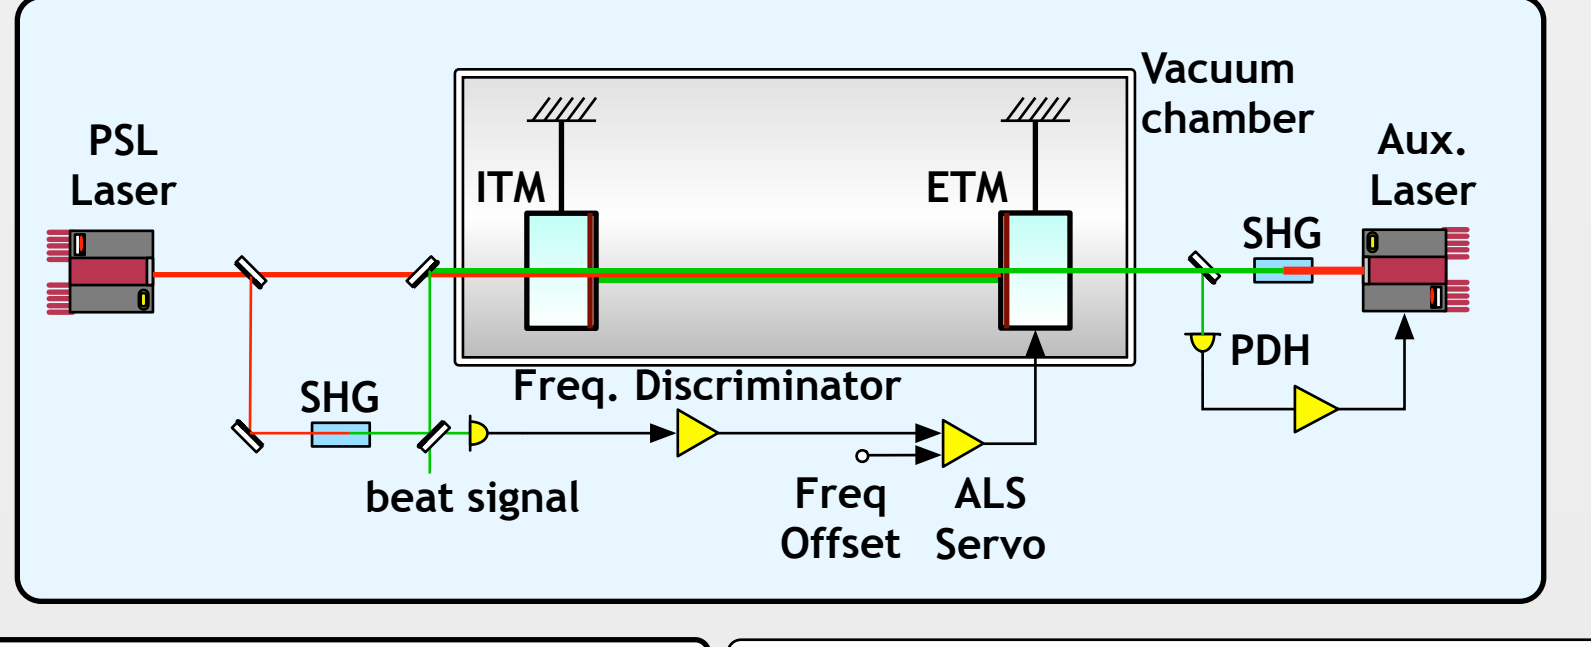 Vacuum
chamber
PSL
Laser
Aux.
Laser
ITM
ETM
SHG
PDH
Freq. Discriminator
SHG
beat signal
Freq
Offset
ALS
Servo